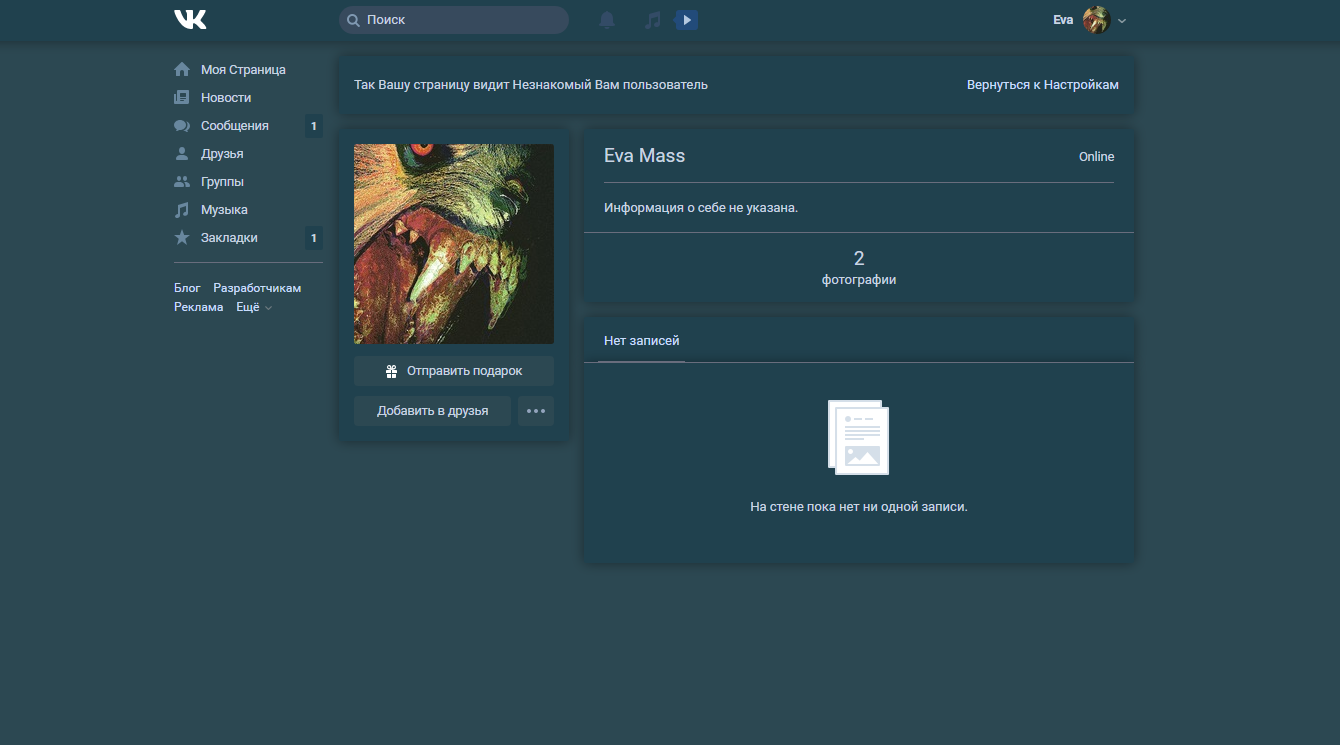 VK
Поиск
Eva
Моя Страница
Новости
Сообщения 1
Друзья
Группы
Музыка
Закладки 1
Блог Разработчикам
Реклама Ещё
Так Вашу страницу видит Незнакомый Вам пользователь
Вернуться к Настройкам
Отправить подарок
Добавить в друзья
Eva Mass
Online
Информация о себе не указана.
2
фотографии
Нет записей
На стене пока нет ни одной записи.